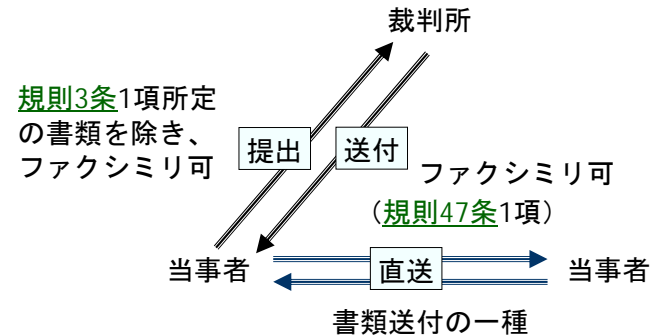 裁判所
規則3条1項所定
の書類を除き、
ファクシミリ可
提出
送付
ファクシミリ可
（規則47条1項）
当事者
直送
当事者
書類送付の一種